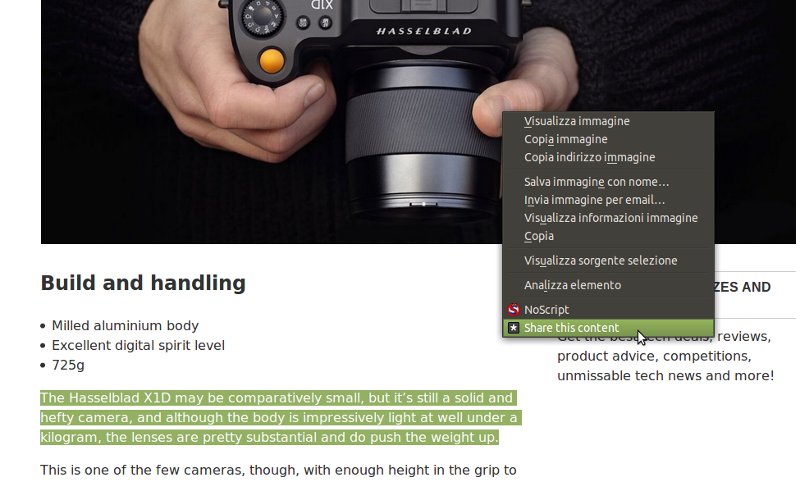 X1D
HASSELBLAD
Visualizza immagine
Copia immagine
Copia indirizzo immagine
Salva immagine con nome...
Invia immagine per email...
Visualizza informazioni immagine
Copia
Visualizza sorgente selezione
Analizza elemento
NoScript
Share this content
Build and handling
• Milled aluminium body
• Excellent digital spirit level
• 725g
The Hasselblad X1D may be comparatively small, but it’s still a solid and
hefty camera, and although the body is impressively light at well under a
kilogram, the lenses are pretty substantial and do push the weight up.
This is one of the few cameras, though, with enough height in the grip to
ZES AND
Get the best tech deals, reviews,
product advice, competitions,
unmissable tech news and more!